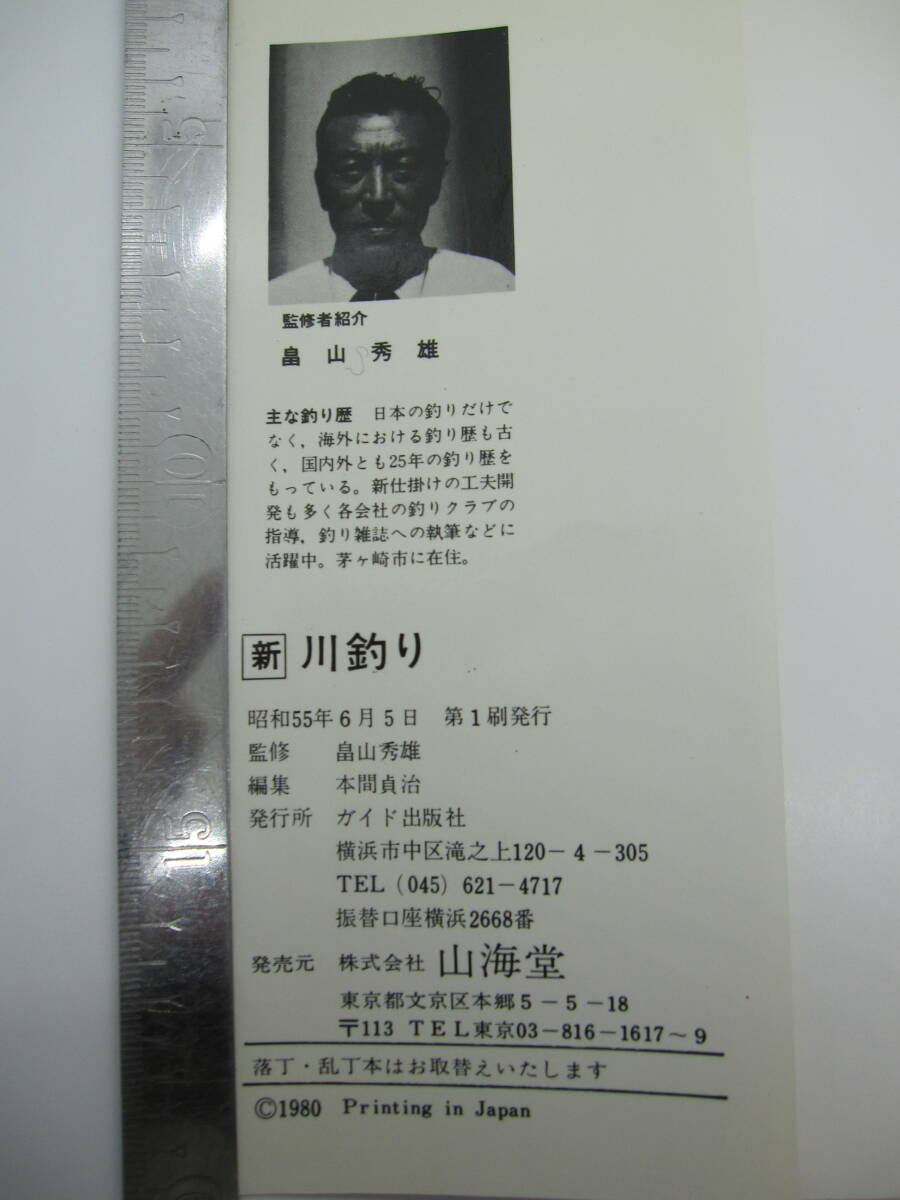 5
10
15
監修者紹介
畠山秀雄
主な釣り歴 日本の釣りだけで
なく，海外における釣り歴も古
く，国内外とも25年の釣り歴を
もっている。新仕掛けの工夫開
発も多く各会社の釣りクラブの
指導，釣り雑誌への執筆などに
活躍中。茅ヶ崎市に在住。
新 川釣り
昭和55年6月5日 第1刷発行
監修 畠山秀雄
編集 本間貞治
発行所 ガイド出版社
横浜市中区滝之上120－4－305
TEL (045) 621－4717
振替口座横浜2668番
発売元 株式会社 山海堂
東京都文京区本郷5－5－18
〒113 TEL東京03－816－1617～9
落丁・乱丁本はお取替えいたします
©1980 Printing in Japan